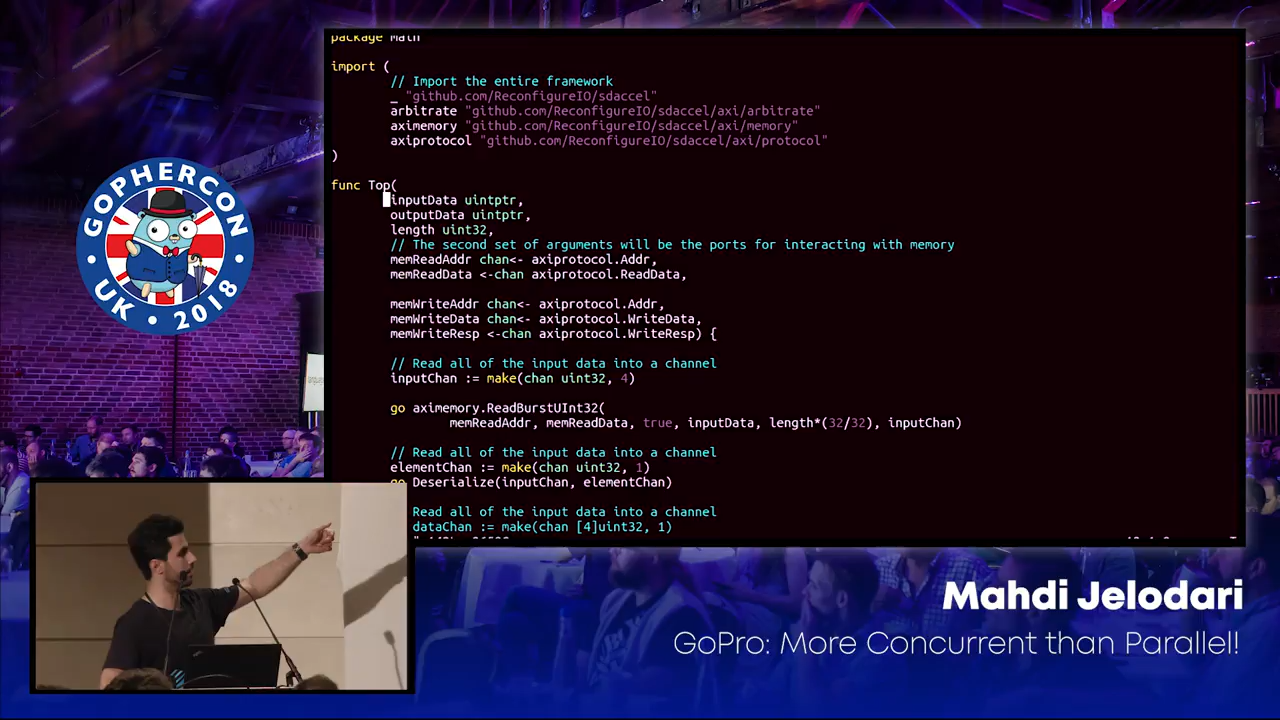 GOPHERCON
UK • 2018
package math
import (
// Import the entire framework
_ "github.com/ReconfigureIO/sdaccel"
arbitrate "github.com/ReconfigureIO/sdaccel/axi/arbitrate"
aximemory "github.com/ReconfigureIO/sdaccel/axi/memory"
axiprotocol "github.com/ReconfigureIO/sdaccel/axi/protocol"
)
func Top(
inputData uintptr,
outputData uintptr,
length uint32,
// The second set of arguments will be the ports for interacting with memory
memReadAddr chan<- axiprotocol.Addr,
memReadData <-chan axiprotocol.ReadData,
memWriteAddr chan<- axiprotocol.Addr,
memWriteData chan<- axiprotocol.WriteData,
memWriteResp <-chan axiprotocol.WriteResp) {
// Read all of the input data into a channel
inputChan := make(chan uint32, 4)
go aximemory.ReadBurstUInt32(
memReadAddr, memReadData, true, inputData, length*(32/32), inputChan)
// Read all of the input data into a channel
elementChan := make(chan uint32, 1)
go Deserialize(inputChan, elementChan)
Read all of the input data into a channel
dataChan := make(chan [4]uint32, 1)
Mahdi Jelodari
GoPro: More Concurrent than Parallel!